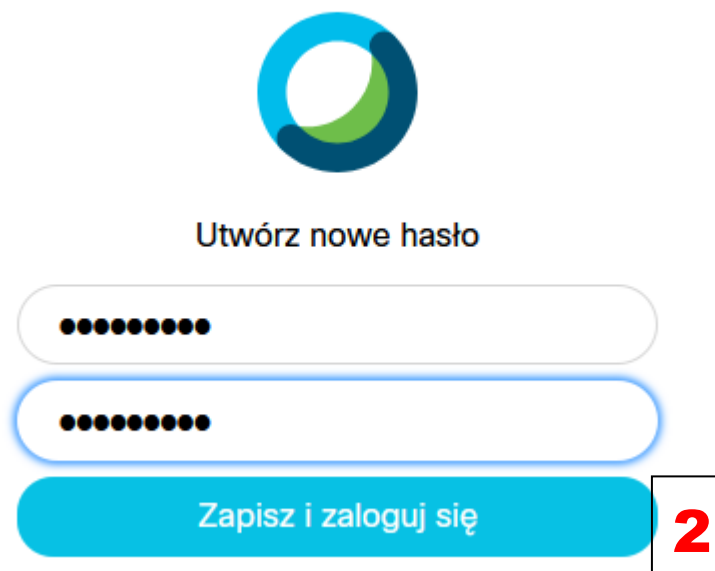 Utwórz nowe hasło
●●●●●●●●●
●●●●●●●●●
Zapisz i zaloguj się
2